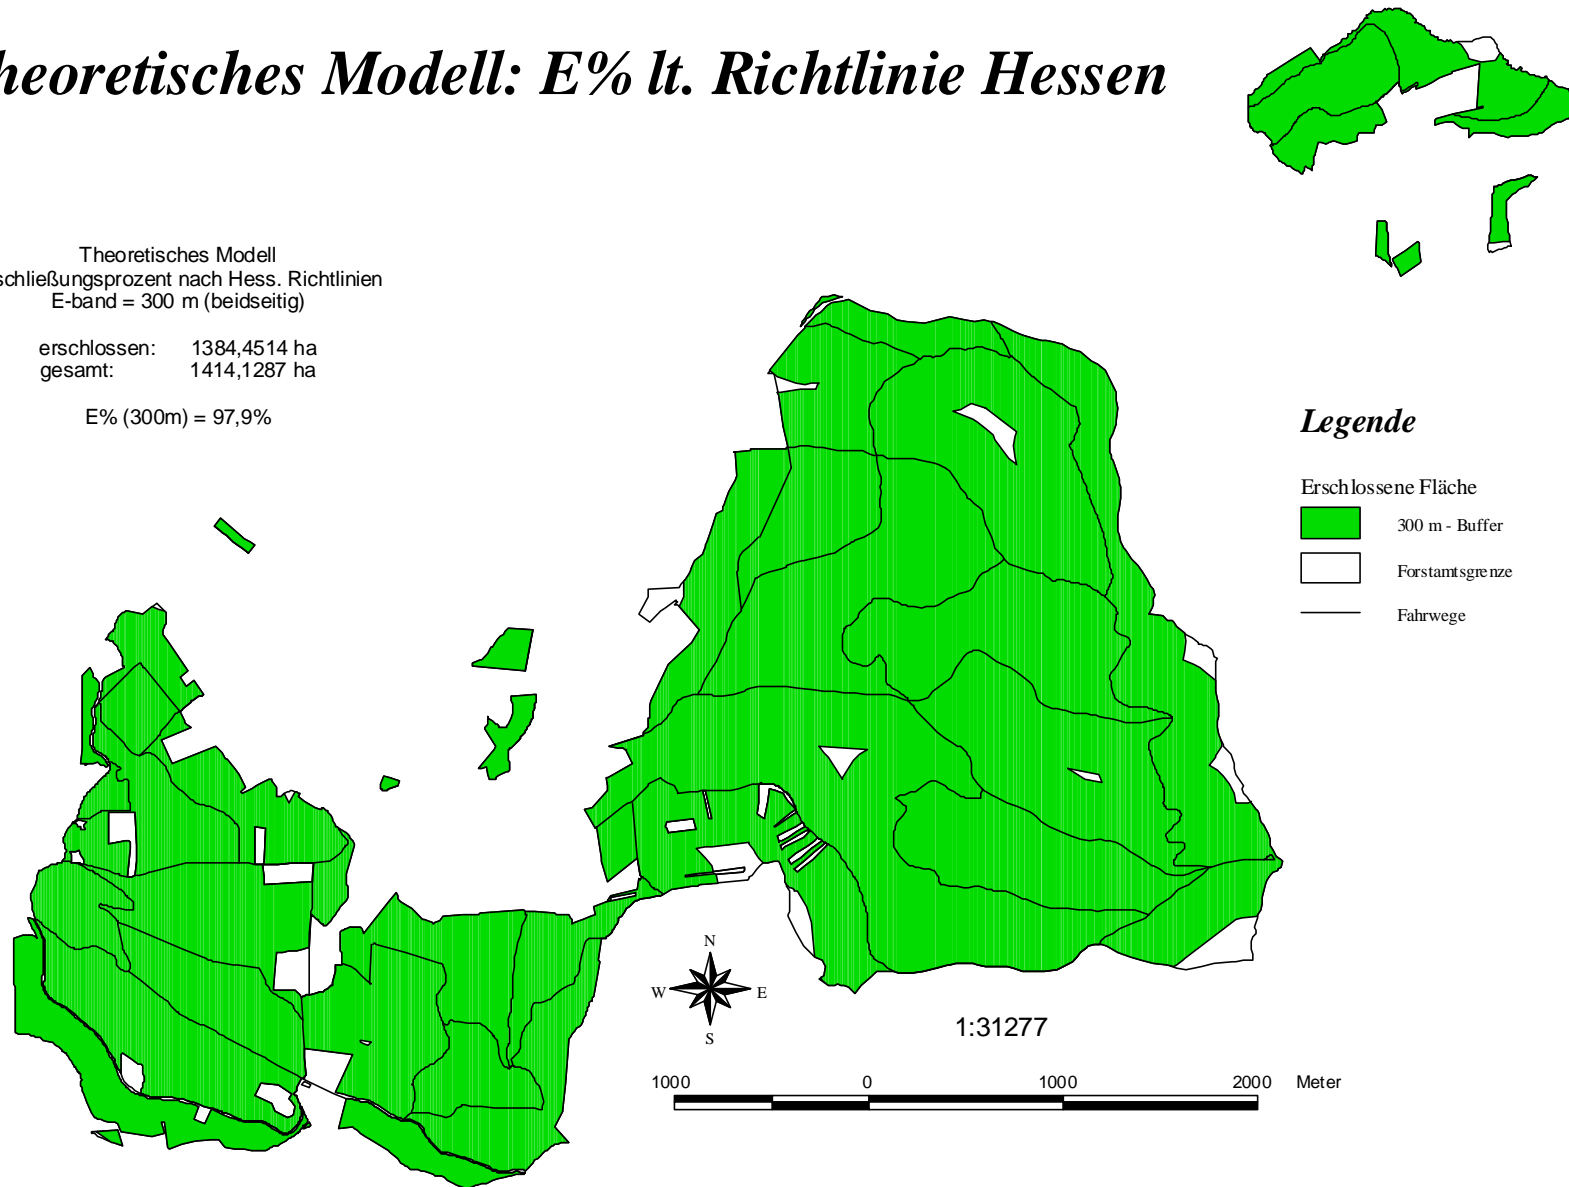 heoretisches Modell: E% lt. Richtlinie Hessen
Theoretisches Modell
schließungsprozent nach Hess. Richtlinien
E-band = 300 m (beidseitig)
erschlossen: 1384,4514 ha
gesamt: 1414,1287 ha
E% (300m) = 97,9%
Legende
Erschlossene Fläche
300 m - Buffer
Forstamtsgrenze
Fahrwege
N
W E
S
1:31277
1000 0 1000 2000 Meter